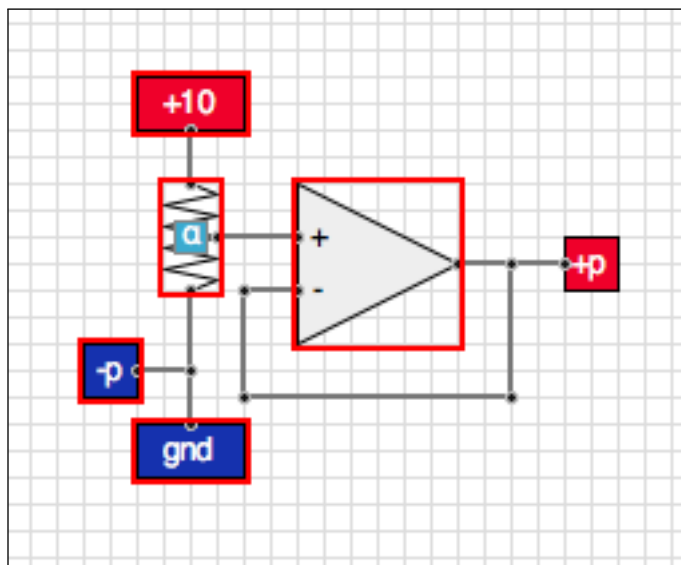 +10
α
+
+p
-
-p
gnd